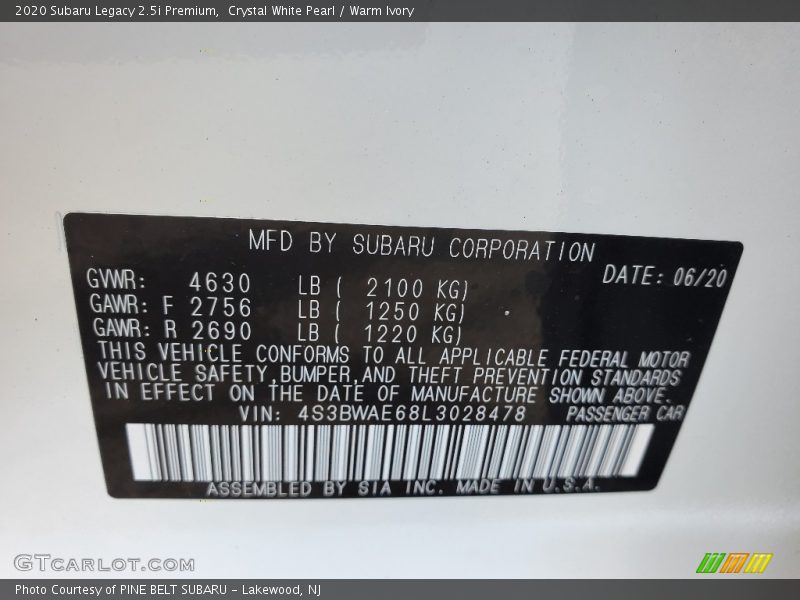 2020 Subaru Legacy 2.5i Premium, Crystal White Pearl / Warm Ivory
MFD BY SUBARU CORPORATION
DATE: 06/20
GVWR: 4630 LB ( 2100 KG)
GAWR: F 2756 LB ( 1250 KG)
GAWR: R 2690 LB ( 1220 KG)
THIS VEHICLE CONFORMS TO ALL APPLICABLE FEDERAL MOTOR
VEHICLE SAFETY,BUMPER,AND THEFT PREVENTION STANDARDS
IN EFFECT ON THE DATE OF MANUFACTURE SHOWN ABOVE.
VIN: 4S3BWAE68L3028478 PASSENGER CAR
ASSEMBLED BY SIA INC. MADE IN U.S.A.
GTCARLOT.COM
Photo Courtesy of PINE BELT SUBARU - Lakewood, NJ